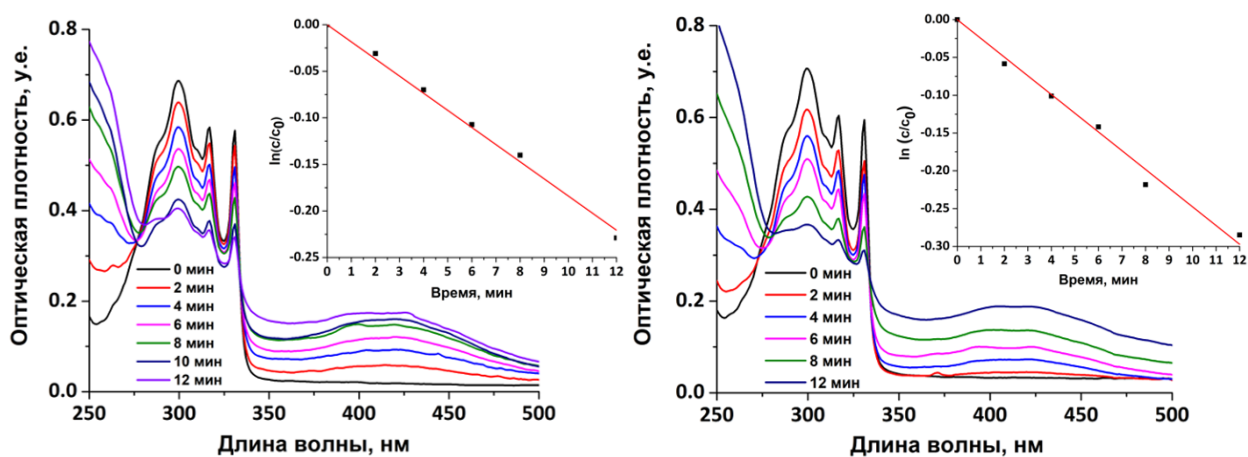 Оптическая плотность, у.е.
0.8
0.6
0.4
0.2
0.0
250 300 350 400 450 500
Длина волны, нм
0 мин
2 мин
4 мин
6 мин
8 мин
10 мин
12 мин
ln(c/c0)
0.00
-0.05
-0.10
-0.15
-0.20
-0.25
0 1 2 3 4 5 6 7 8 9 10 11 12
Время, мин
Оптическая плотность, у.е.
0.8
0.6
0.4
0.2
0.0
250 300 350 400 450 500
Длина волны, нм
0 мин
2 мин
4 мин
6 мин
8 мин
12 мин
ln (c/c0)
0.00
-0.05
-0.10
-0.15
-0.20
-0.25
-0.30
0 1 2 3 4 5 6 7 8 9 10 11 12
Время, мин